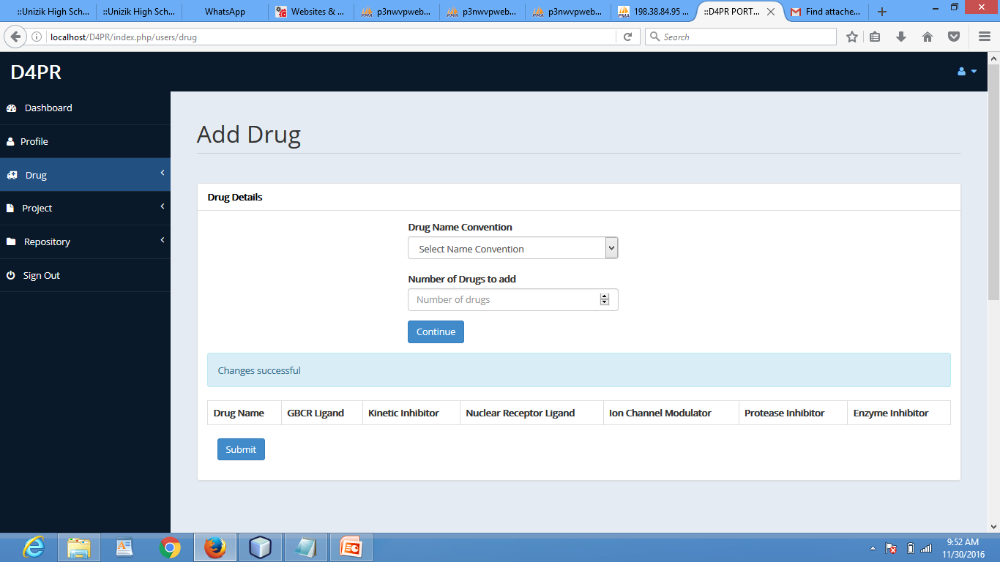 ::Unizik High Sch...
::Unizik High Sch...
WhatsApp
Websites & ...
p3nwvpweb...
p3nwvpweb...
p3nwvpweb...
198.38.84.95 ...
::D4PR PORT...
Find attache...
localhost/D4PR/index.php/users/drug
Search
D4PR
Dashboard
Profile
Drug
Project
Repository
Sign Out
Add Drug
Drug Details
Drug Name Convention
Select Name Convention
Number of Drugs to add
Number of drugs
Continue
Changes successful
Drug Name GBCR Ligand Kinetic Inhibitor Nuclear Receptor Ligand Ion Channel Modulator Protease Inhibitor Enzyme Inhibitor
Submit
9:52 AM
11/30/2016